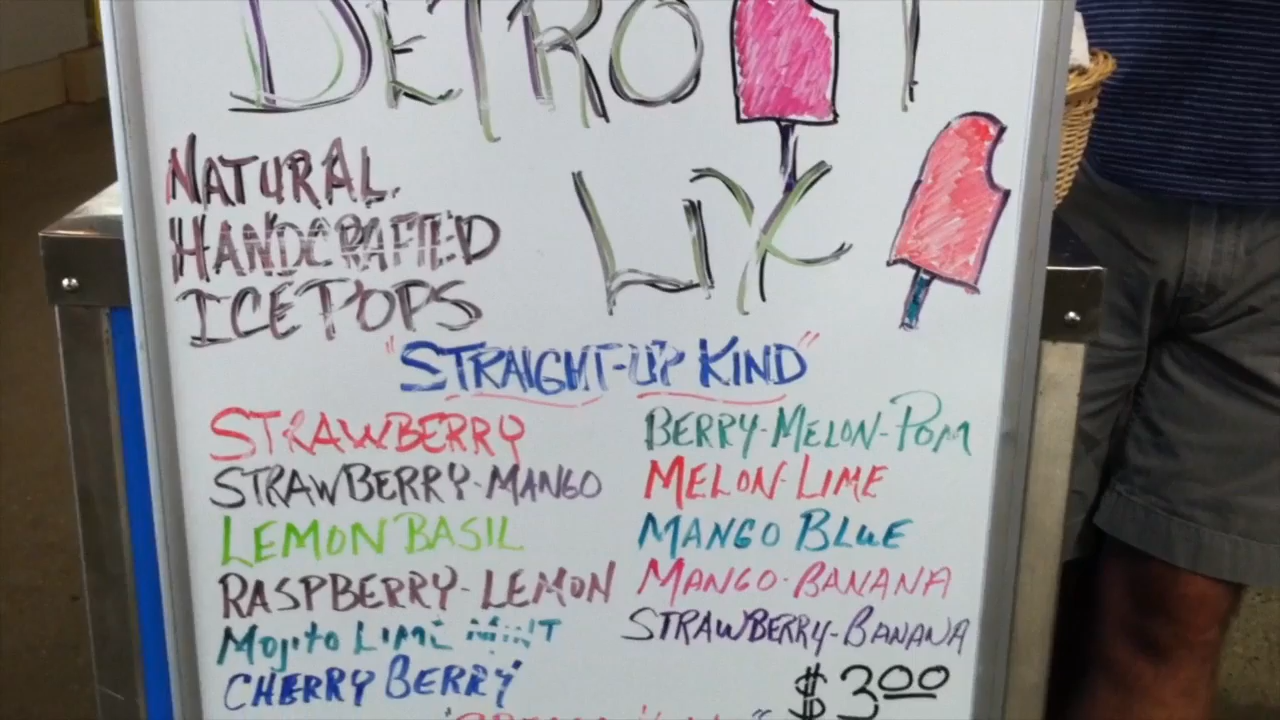 DETROIT
LiX
NATURAL
HANDCRAFTED
ICE POPS
"STRAIGHT-UP KIND"
STRAWBERRY
STRAWBERRY-MANGO
LEMON BASIL
RASPBERRY-LEMON
MOjito LIME MINT
CHERRY BERRY
BERRY-MELON-POM
MELON-LIME
MANGO BLUE
MANGO-BANANA
STRAWBERRY-BANANA
$3.00